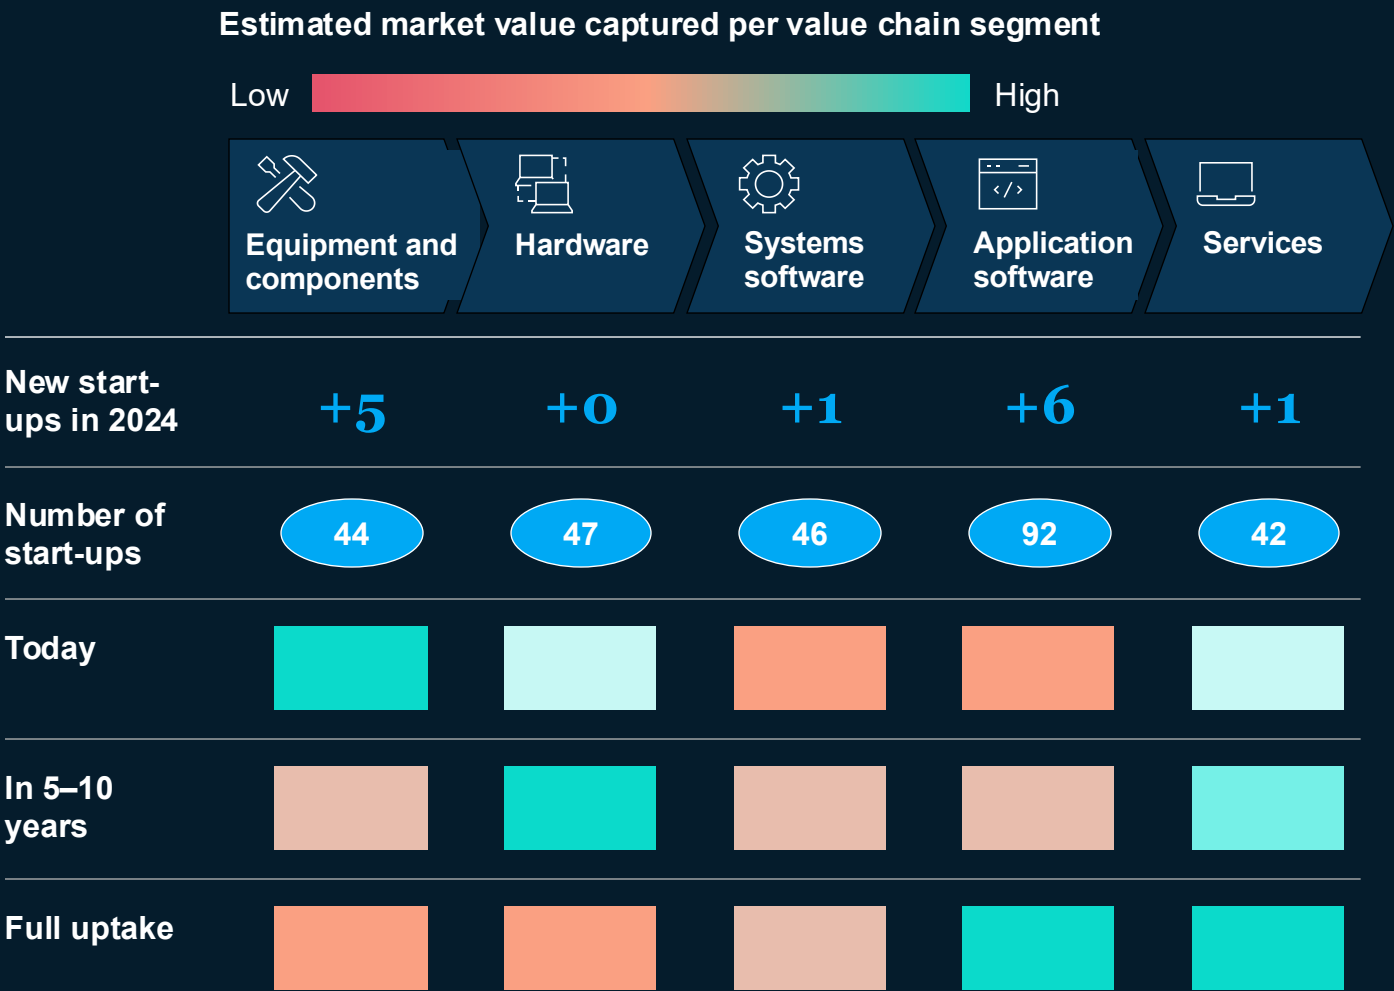 Estimated market value captured per value chain segment
Low
High
Equipment and
components
Hardware
Systems
software
</>
Application
software
Services
New start-
ups in 2024
+5
+0
+1
+6
+1
Number of
start-ups
44
47
46
92
42
Today
In 5–10
years
Full uptake